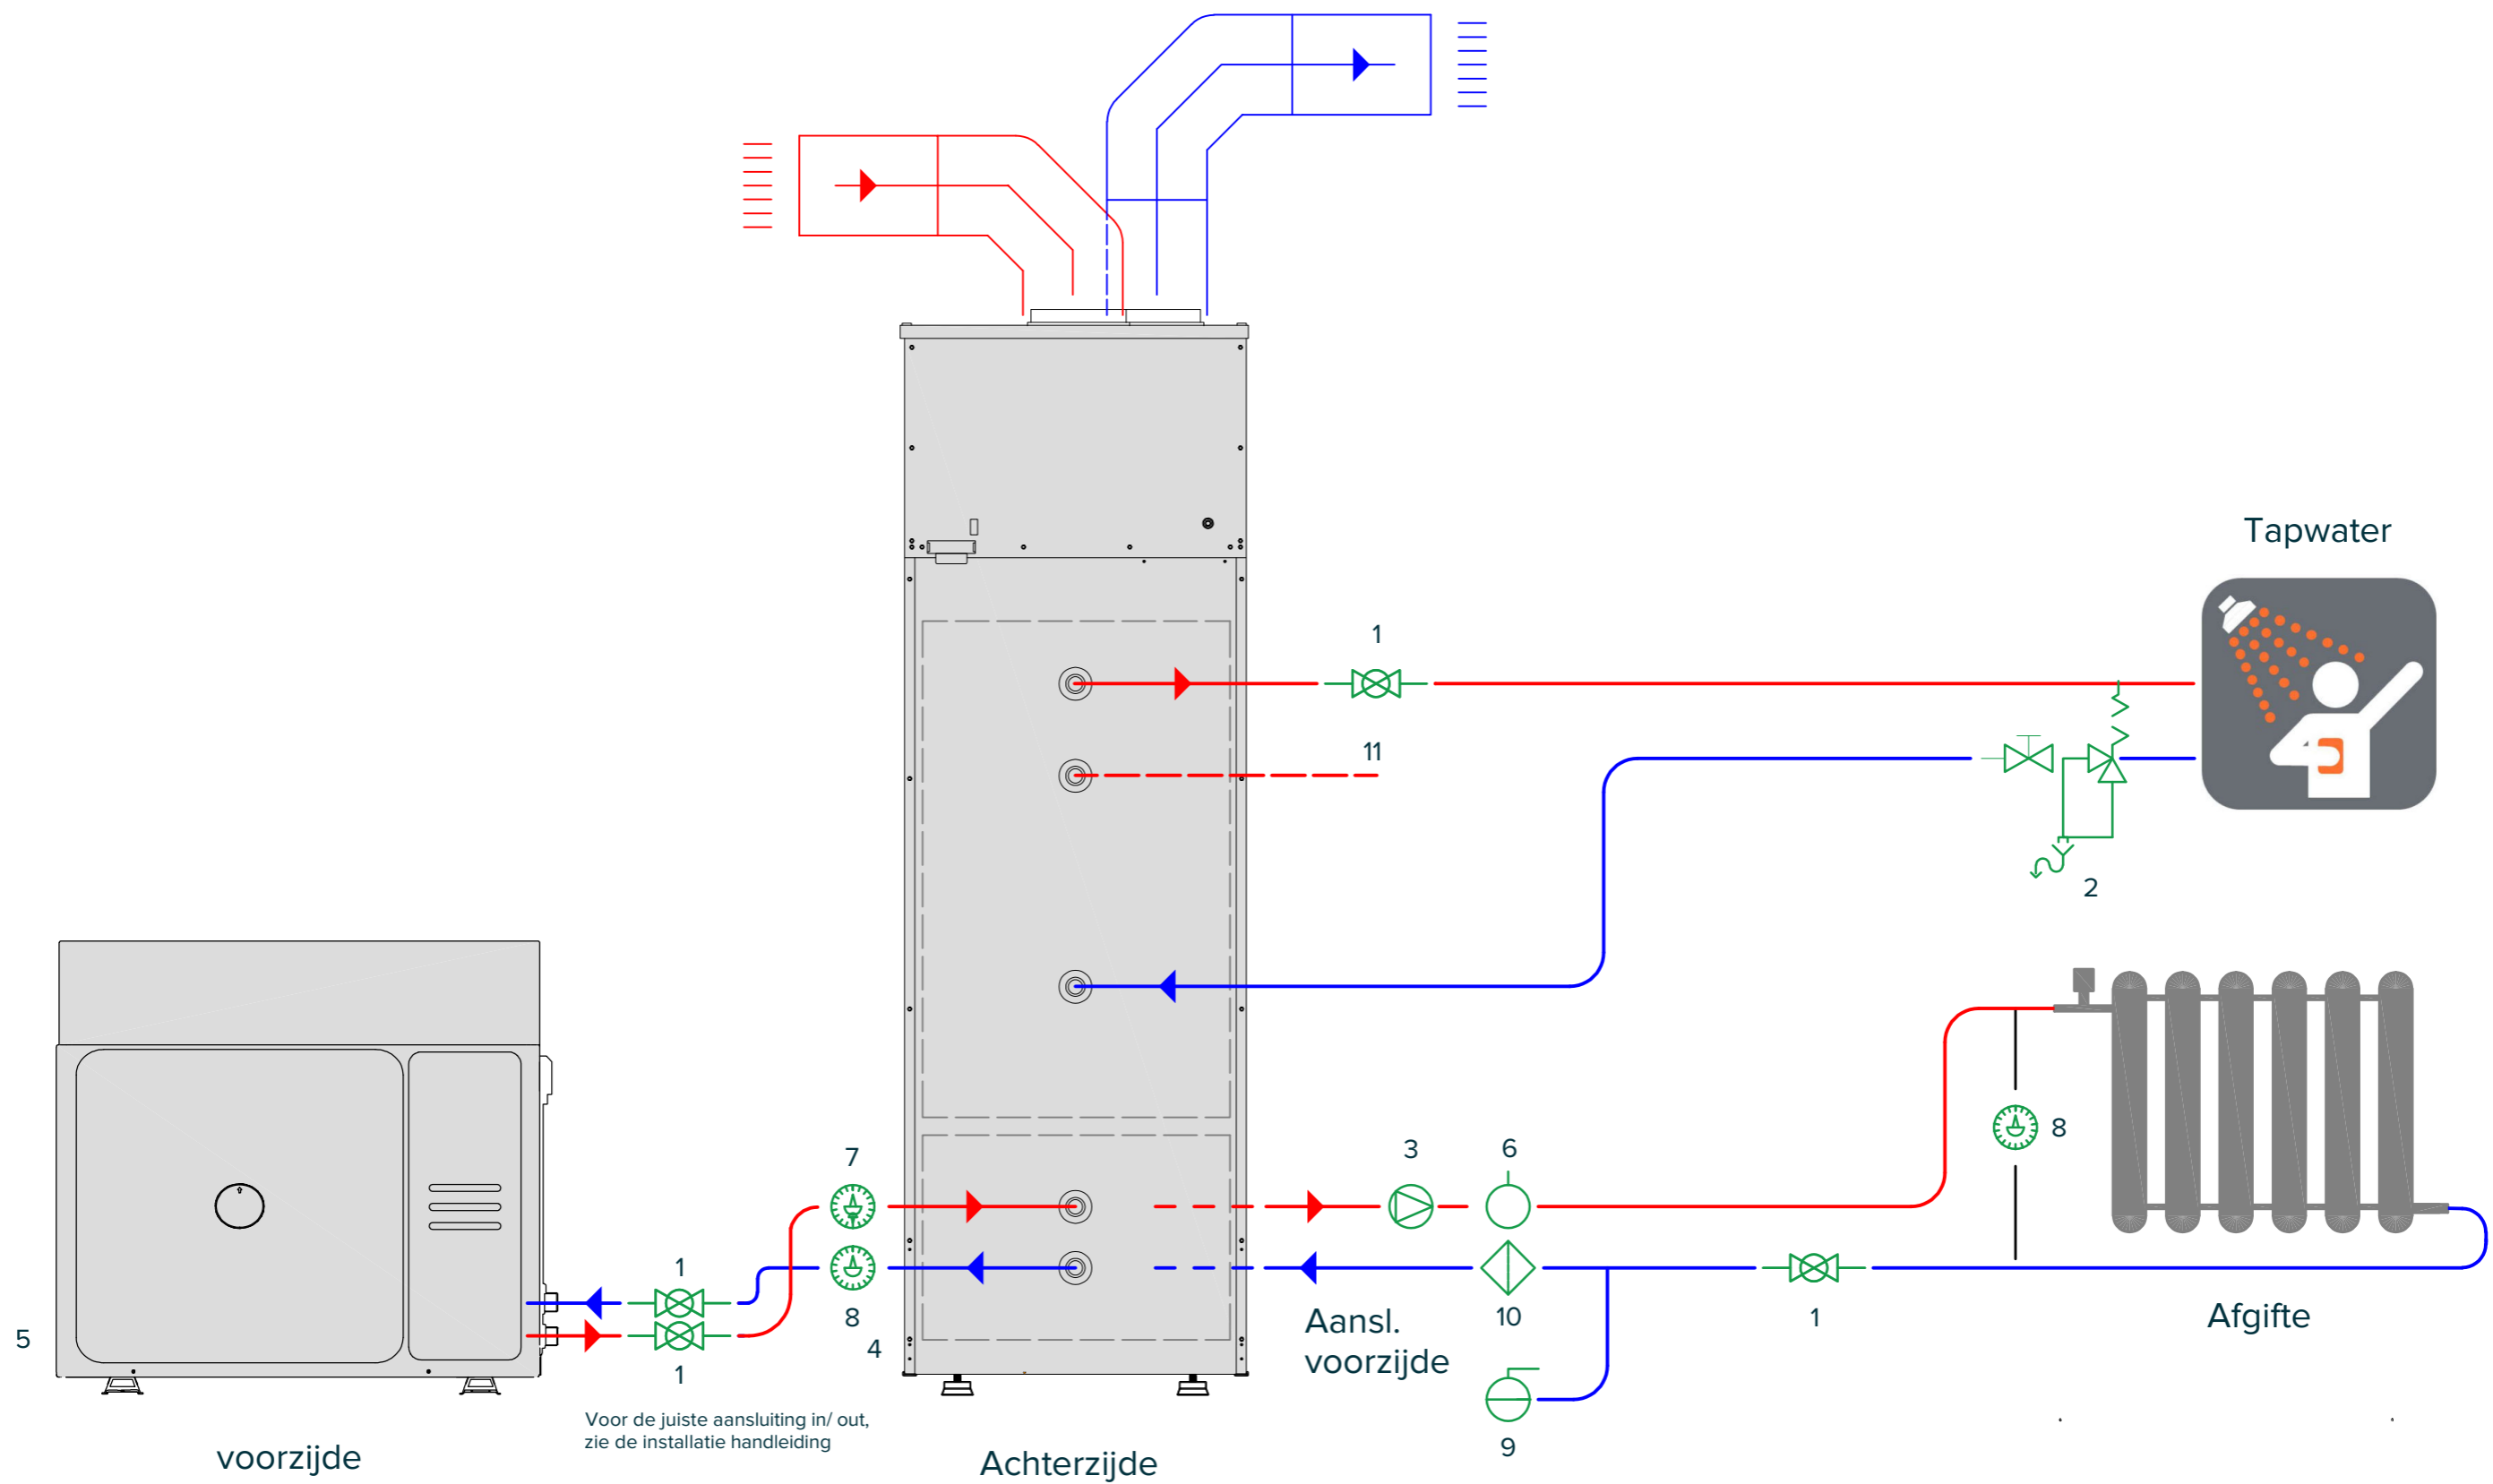 Tapwater
1
11
2
7
3
6
8
1
8
4
5
1
10
1
Aansl.
voorzijde
Afgifte
Voor de juiste aansluiting in/ out,
zie de installatie handleiding
9
voorzijde
Achterzijde